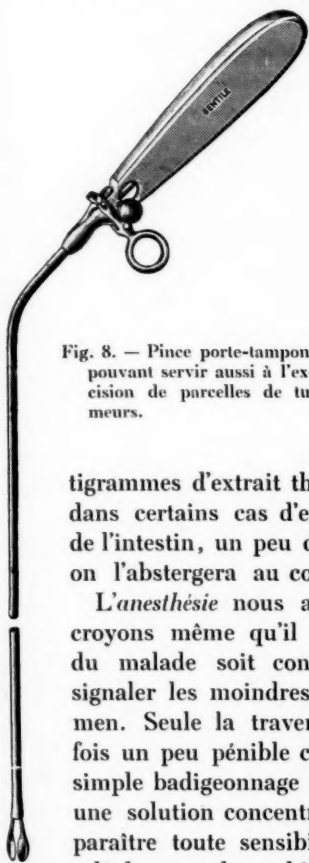 GENTILE
Fig. 8. — Pince porte-tampon
pouvant servir aussi à l'ex-
cision de parcelles de tu-
meurs.
tigrammes d'extrait th
dans certains cas d'e
de l'intestin, un peu d
on l'abstergera au co
L'anesthésie nous a
croyons même qu'il
du malade soit con
signaler les moindres
men. Seule la traver
fois un peu pénible c
simple badigeonnage
une solution concent
paraître toute sensibi